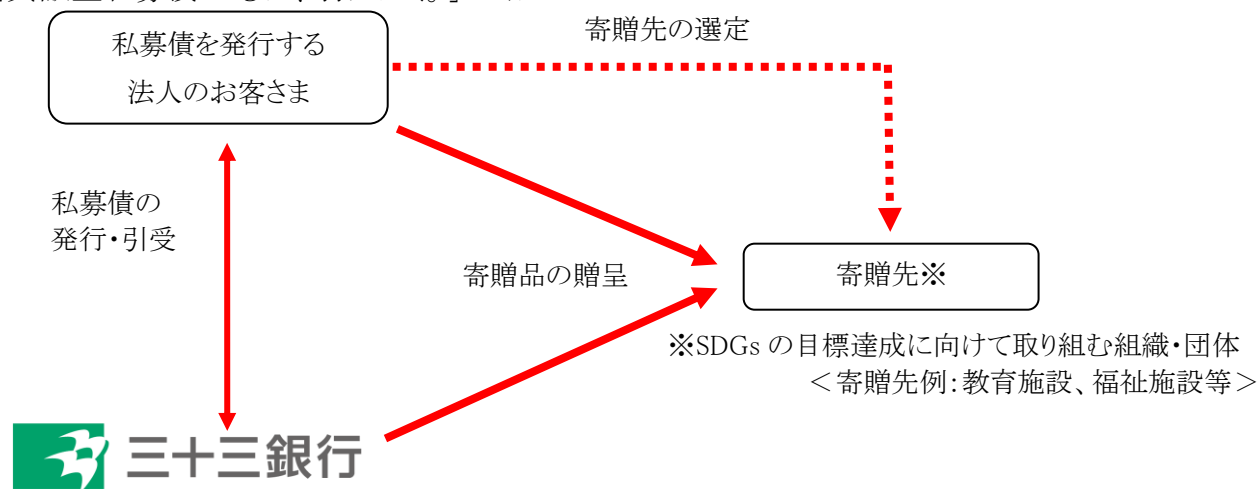 私募債を発行する
法人のお客さま
寄贈先の選定
私募債の
発行・引受
寄贈品の贈呈
寄贈先※
※SDGs の目標達成に向けて取り組む組織・団体
＜寄贈先例：教育施設、福祉施設等＞
三十三銀行